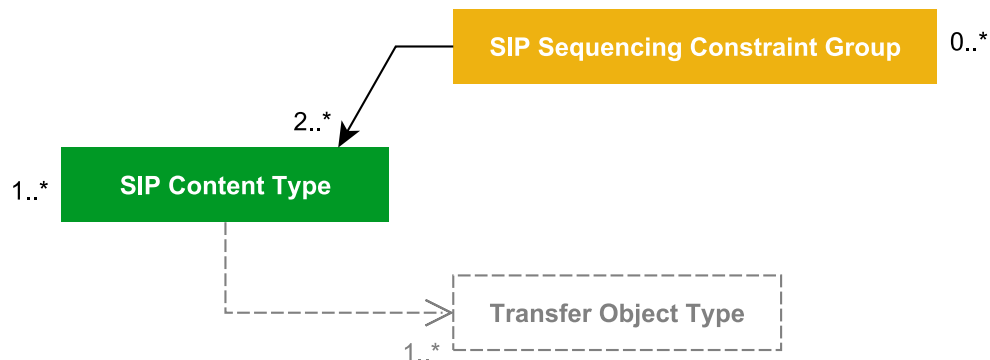 SIP Sequencing Constraint Group
0..*
2..*
1..*
SIP Content Type
Transfer Object Type
1..*